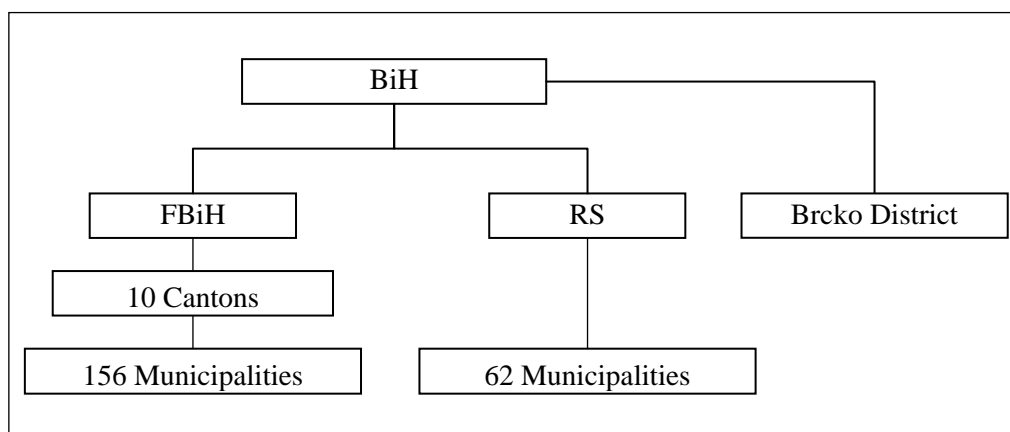 BiH
FBiH
RS
Brcko District
10 Cantons
156 Municipalities
62 Municipalities